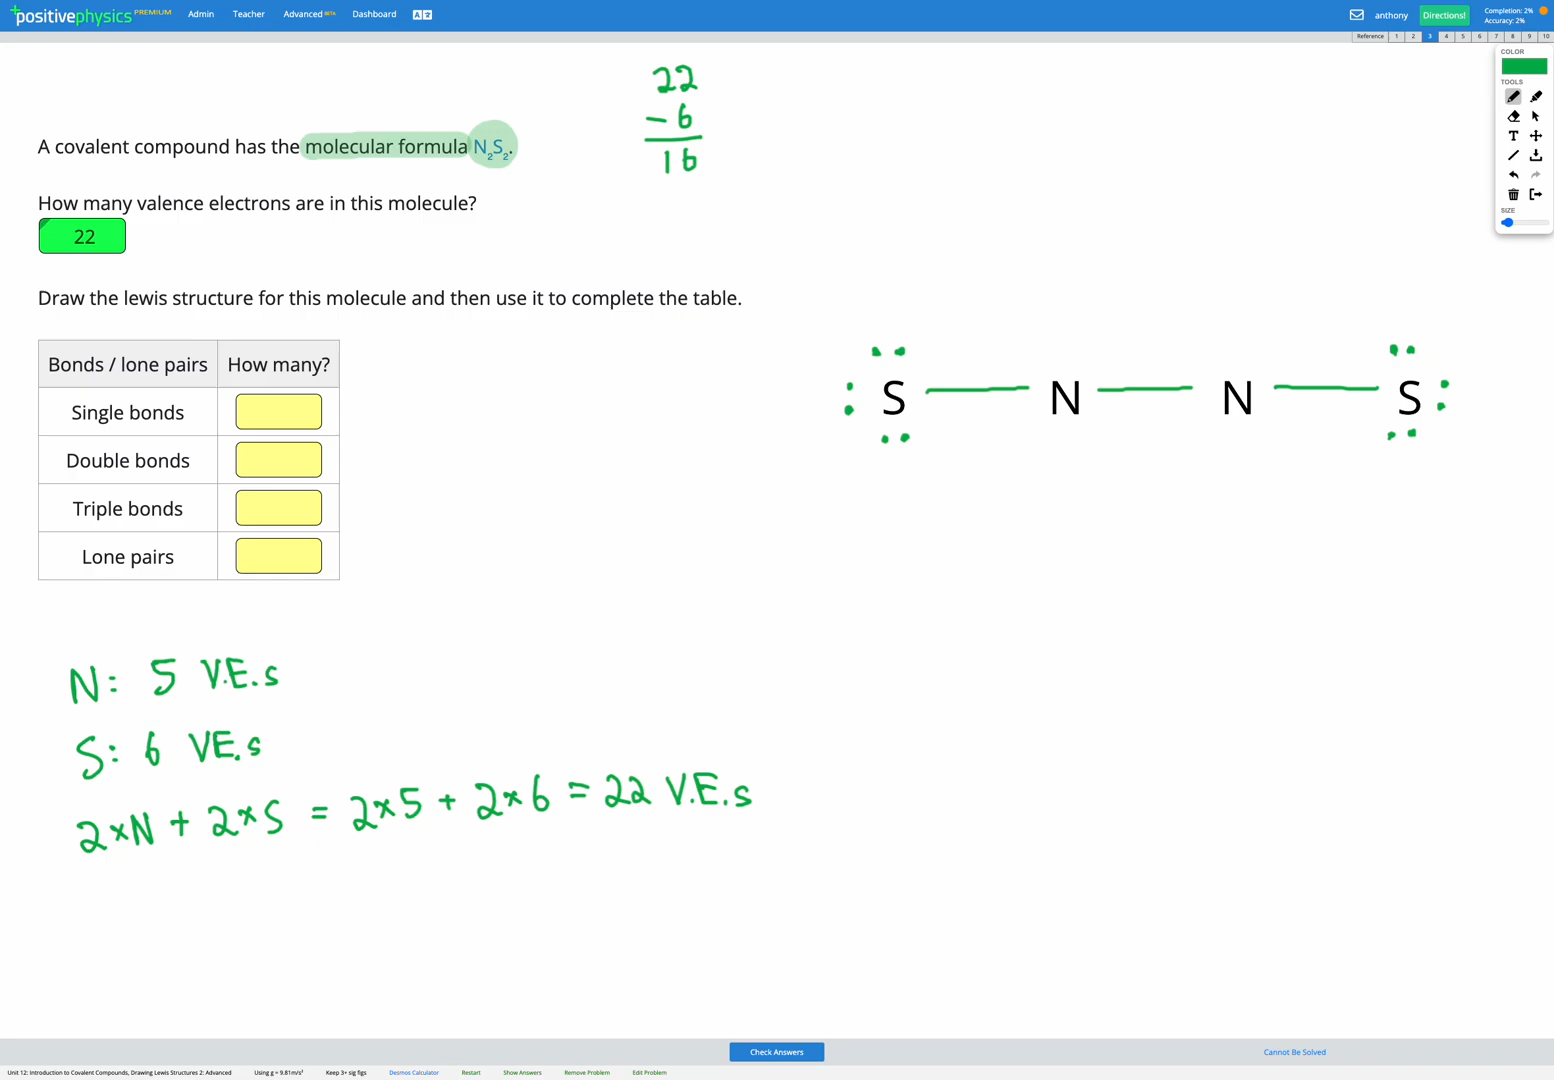 +positivephysics PREMIUM Admin Teacher Advanced BETA Dashboard A anthony Directions! Completion: 2%
Accuracy: 2%
Reference 1 2 3 4 5 6 7 8 9 10
COLOR
TOOLS
T
SIZE
22
- 6
16
A covalent compound has the molecular formula N₂S₂.
How many valence electrons are in this molecule?
22
Draw the lewis structure for this molecule and then use it to complete the table.
Bonds / lone pairs How many?
Single bonds
Double bonds
Triple bonds
Lone pairs
S N N S
N: 5 V.E.s
S: 6 VE.s
2×N + 2×S = 2×5 + 2×6 = 22 V.E.s
Check Answers Cannot Be Solved
Unit 12: Introduction to Covalent Compounds, Drawing Lewis Structures 2: Advanced Using g = 9.81m/s² Keep 3+ sig figs Desmos Calculator Restart Show Answers Remove Problem Edit Problem